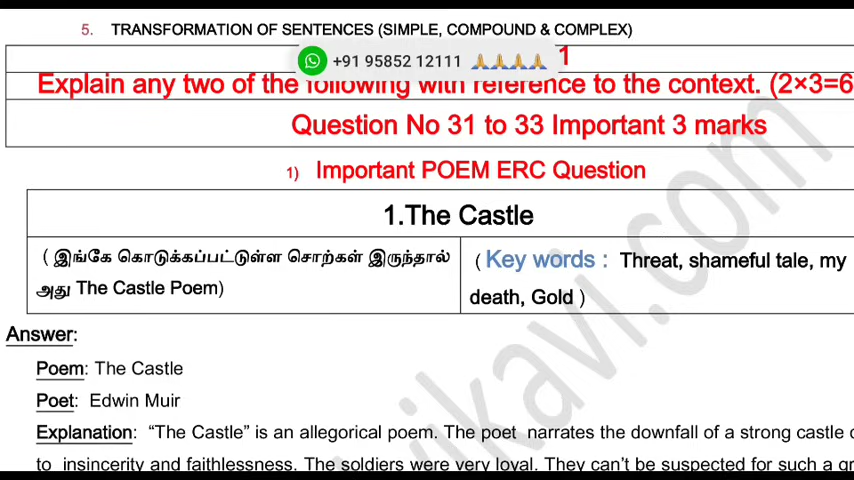 5. TRANSFORMATION OF SENTENCES (SIMPLE, COMPOUND & COMPLEX)
+91 95852 12111 🙏🙏🙏🙏 1
Explain any two of the following with reference to the context. (2×3=6
Question No 31 to 33 Important 3 marks
1) Important POEM ERC Question
1.The Castle
( இங்கே கொடுக்கப்பட்டுள்ள சொற்கள் இருந்தால்
அது The Castle Poem)
( Key words : Threat, shameful tale, my
death, Gold )
Answer:
Poem: The Castle
Poet: Edwin Muir
Explanation: “The Castle” is an allegorical poem. The poet narrates the downfall of a strong castle
to insincerity and faithlessness. The soldiers were very loyal. They can’t be suspected for such a
vikavi.com